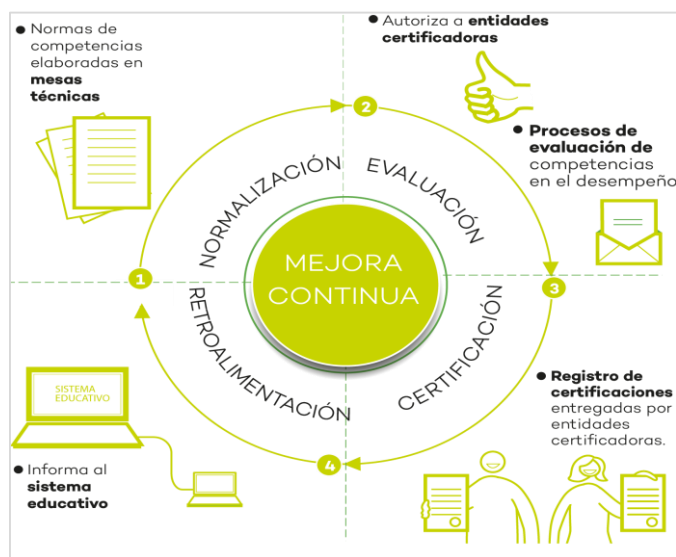 ● Normas de
competencias
elaboradas en
mesas
técnicas
● Autoriza a entidades
certificadoras
● Procesos de
evaluación de
competencias
en el desempeño
1
2
3
4
NORMALIZACIÓN
EVALUACIÓN
CERTIFICACIÓN
RETROALIMENTACIÓN
MEJORA
CONTINUA
● Registro de
certificaciones
entregadas por
entidades
certificadoras.
SISTEMA
EDUCATIVO
● Informa al
sistema
educativo